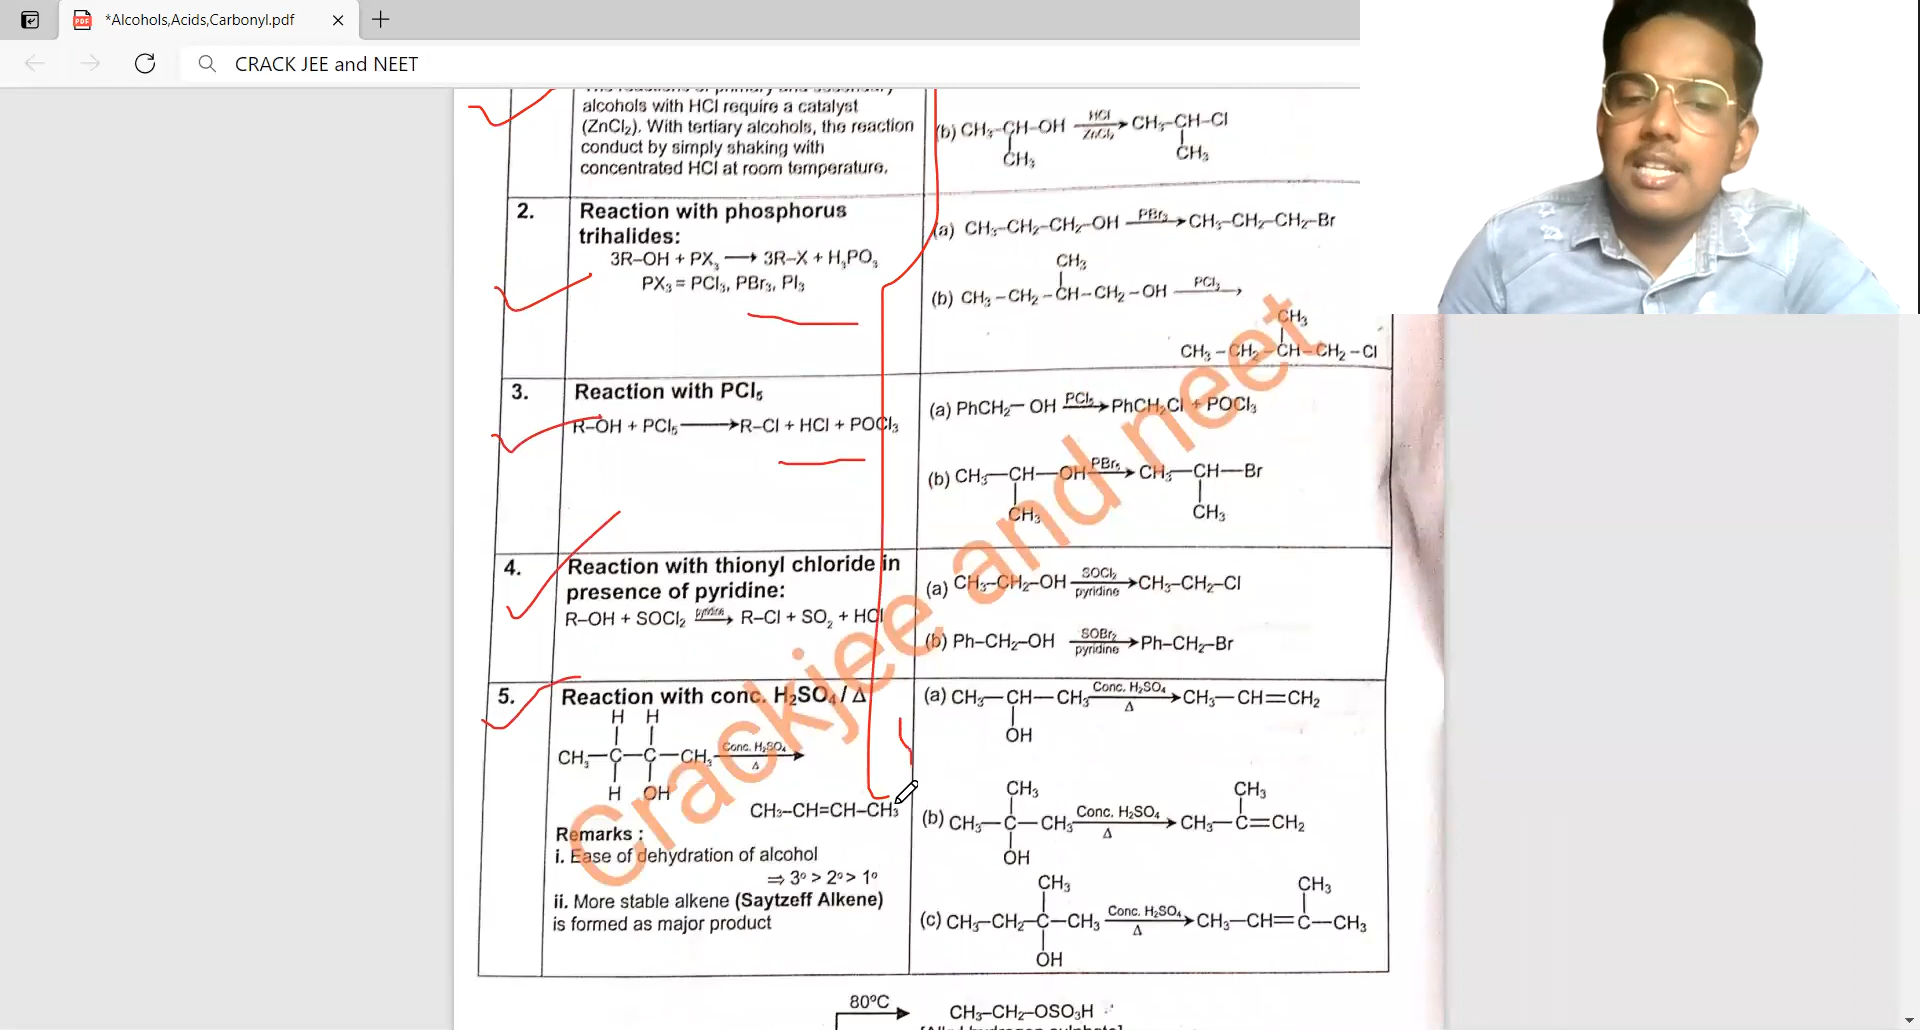 *Alcohols,Acids,Carbonyl.pdf
CRACK JEE and NEET
alcohols with HCl require a catalyst
(ZnCl₂). With tertiary alcohols, the reaction
conduct by simply shaking with
concentrated HCl at room temperature.
(b) CH₃–CH–OH HCl ZnCl₂ → CH₃–CH–Cl
CH₃ CH₃
2. Reaction with phosphorus
trihalides:
3R–OH + PX₃ → 3R–X + H₃PO₃
PX₃ = PCl₃, PBr₃, PI₃
(a) CH₃–CH₂–CH₂–OH PBr₃ → CH₃–CH₂–CH₂–Br
CH₃
(b) CH₃–CH₂–CH–CH₂–OH PCl₃ →
CH₃
CH₃–CH₂–CH–CH₂–Cl
3. Reaction with PCl₅
R–OH + PCl₅ → R–Cl + HCl + POCl₃
(a) PhCH₂–OH PCl₅ → PhCH₂Cl + POCl₃
(b) CH₃–CH–OH PBr₅ → CH₃–CH–Br
CH₃ CH₃
4. Reaction with thionyl chloride in
presence of pyridine:
R–OH + SOCl₂ pyridine → R–Cl + SO₂ + HCl
(a) CH₃–CH₂–OH SOCl₂ pyridine → CH₃–CH₂–Cl
(b) Ph–CH₂–OH SOBr₂ pyridine → Ph–CH₂–Br
5. Reaction with conc. H₂SO₄ / Δ
H H
CH₃–C–C–CH₃ Conc. H₂SO₄ Δ →
H OH
CH₃–CH=CH–CH₃
Remarks :
i. Ease of dehydration of alcohol
⇒ 3° > 2° > 1°
ii. More stable alkene (Saytzeff Alkene)
is formed as major product
(a) CH₃–CH–CH₃ Conc. H₂SO₄ Δ → CH₃–CH=CH₂
OH
CH₃ CH₃
(b) CH₃–C–CH₃ Conc. H₂SO₄ Δ → CH₃–C=CH₂
OH
CH₃ CH₃
(c) CH₃–CH₂–C–CH₃ Conc. H₂SO₄ Δ → CH₃–CH=C–CH₃
OH
80°C
CH₃–CH₂–OSO₃H
Crackjee and neet